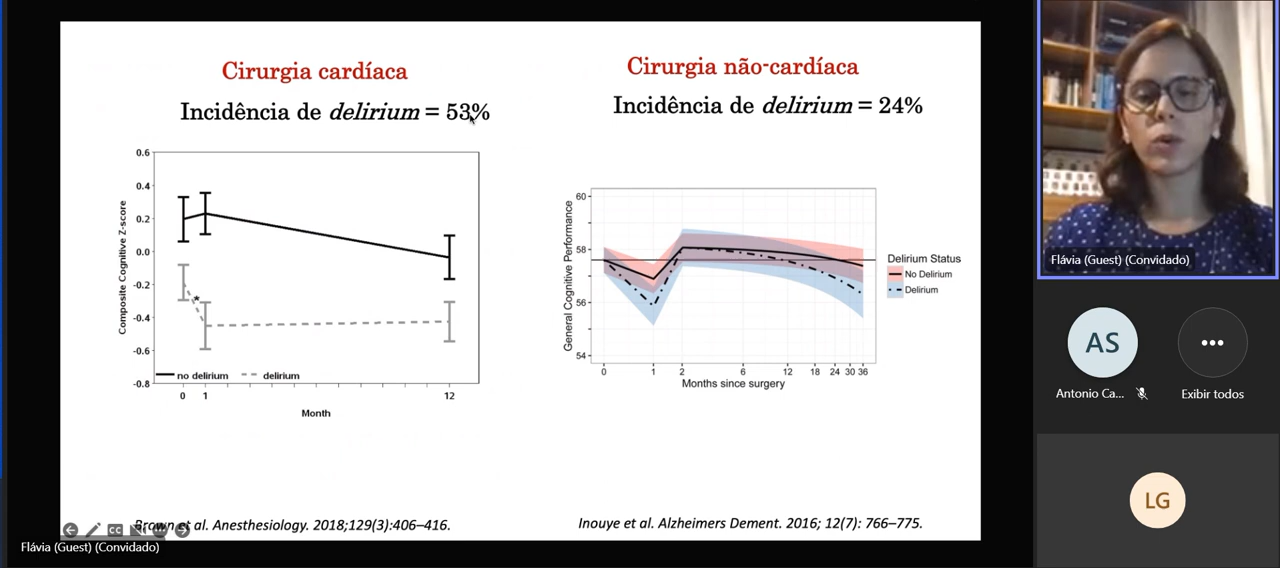 Cirurgia cardíaca
Incidência de delirium = 53%
0.6
0.4
0.2
0.0
-0.2
-0.4
-0.6
-0.8
Composite Cognitive Z-score
*
no delirium delirium
0 1 12
Month
Brown et al. Anesthesiology. 2018;129(3):406–416.
Cirurgia não-cardíaca
Incidência de delirium = 24%
60
58
56
54
General Cognitive Performance
Delirium Status
No Delirium
Delirium
0 1 2 6 12 18 24 30 36
Months since surgery
Inouye et al. Alzheimers Dement. 2016; 12(7): 766–775.
CC
Flávia (Guest) (Convidado)
Flávia (Guest) (Convidado)
AS
Antonio Ca...
Exibir todos
LG